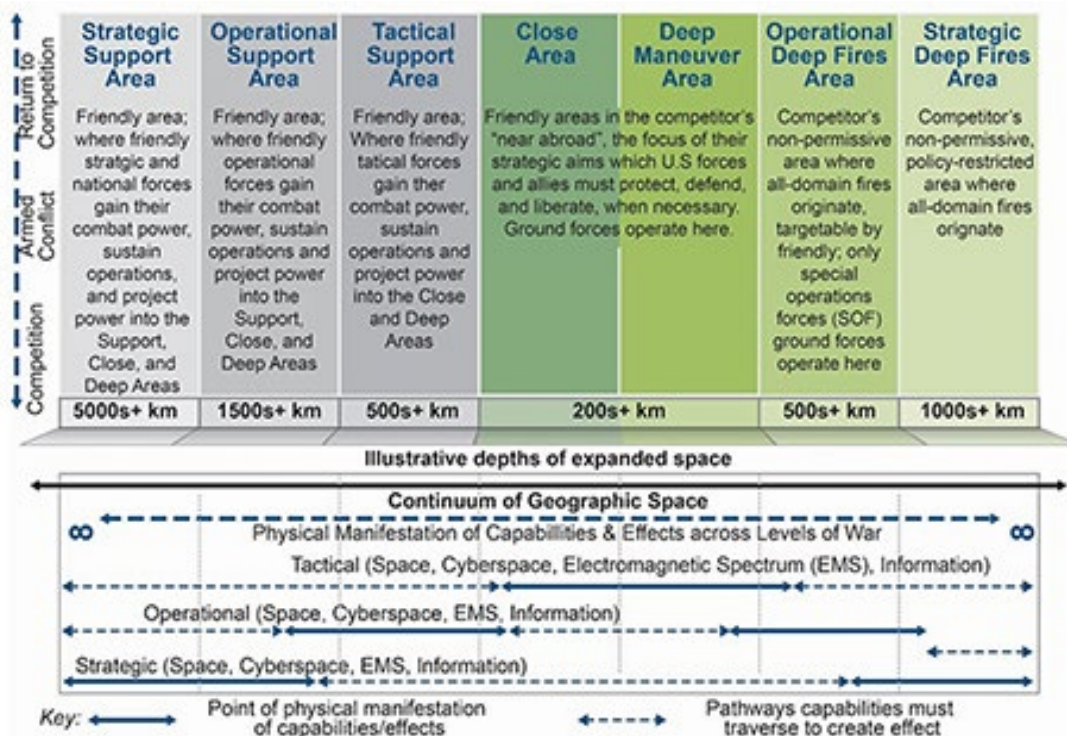 Return to
Competition
Armed
Conflict
Competition
Strategic
Support
Area
Friendly area;
where friendly
stratgic and
national forces
gain their
combat power,
sustain
operations,
and project
power into the
Support,
Close, and
Deep Areas
5000s+ km
Operational
Support
Area
Friendly area;
where friendly
operational
forces gain
their combat
power, sustain
operations and
project power
into the
Support,
Close, and
Deep Areas
1500s+ km
Tactical
Support
Area
Friendly area;
Where friendly
tatical forces
gain ther
combat power,
sustain
operations and
project power
into the Close
and Deep
Areas
500s+ km
Close
Area
Deep
Maneuver
Area
Friendly areas in the competitor's
"near abroad", the focus of their
strategic aims which U.S forces
and allies must protect, defend,
and liberate, when necessary.
Ground forces operate here.
200s+ km
Operational
Deep Fires
Area
Competitor's
non-permissive
area where
all-domain fires
originate,
targetable by
friendly; only
special
operations
forces (SOF)
ground forces
operate here
500s+ km
Strategic
Deep Fires
Area
Competitor's
non-permissive,
policy-restricted
area where
all-domain fires
orignate
1000s+ km
Illustrative depths of expanded space
Continuum of Geographic Space
∞ ∞
Physical Manifestation of Capabillities & Effects across Levels of War
Tactical (Space, Cyberspace, Electromagnetic Spectrum (EMS), Information)
Operational (Space, Cyberspace, EMS, Information)
Strategic (Space, Cyberspace, EMS, Information)
Key:
Point of physical manifestation
of capabilities/effects
Pathways capabilities must
traverse to create effect